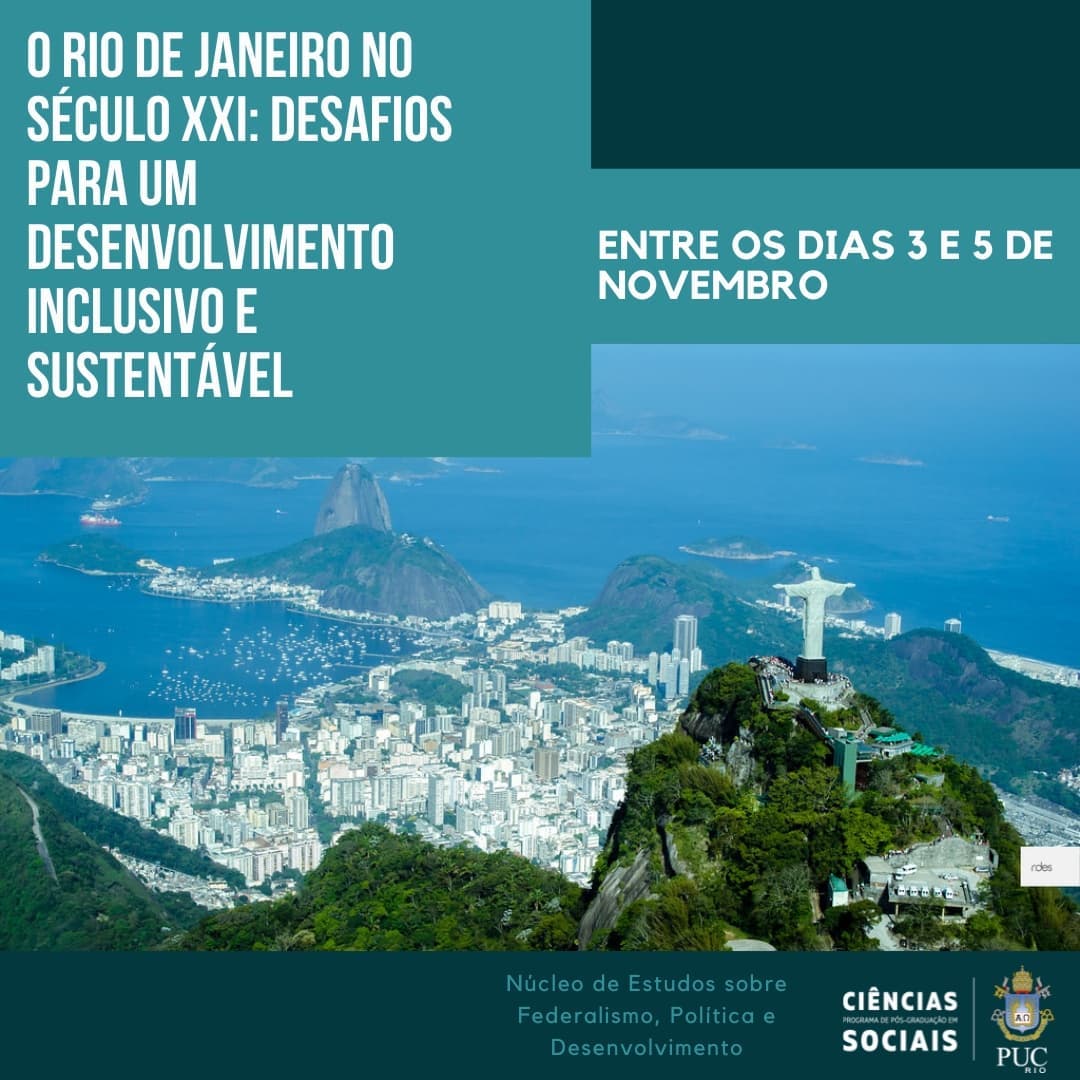 O RIO DE JANEIRO NO
SÉCULO XXI: DESAFIOS
PARA UM
DESENVOLVIMENTO
INCLUSIVO E
SUSTENTÁVEL
ENTRE OS DIAS 3 E 5 DE
NOVEMBRO
Núcleo de Estudos sobre
Federalismo, Política e
Desenvolvimento
CIÊNCIAS
PROGRAMA DE PÓS-GRADUAÇÃO EM
SOCIAIS
PUC
RIO